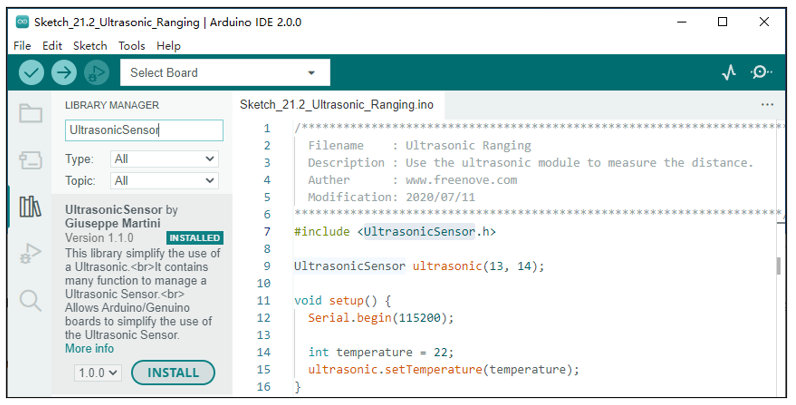 Sketch_21.2_Ultrasonic_Ranging | Arduino IDE 2.0.0
File Edit Sketch Tools Help
Select Board
LIBRARY MANAGER
UltrasonicSensor
Type: All
Topic: All
UltrasonicSensor by
Giuseppe Martini
Version 1.1.0 INSTALLED
This library simplify the use of
a Ultrasonic.<br>It contains
many function to manage a
Ultrasonic Sensor.<br>
Allows Arduino/Genuino
boards to simplify the use of
the Ultrasonic Sensor.
More info
1.0.0 INSTALL
Sketch_21.2_Ultrasonic_Ranging.ino
1 /**********************************************************************
2 Filename : Ultrasonic Ranging
3 Description : Use the ultrasonic module to measure the distance.
4 Auther : www.freenove.com
5 Modification: 2020/07/11
6 **********************************************************************/
7 #include <UltrasonicSensor.h>
8
9 UltrasonicSensor ultrasonic(13, 14);
10
11 void setup() {
12 Serial.begin(115200);
13
14 int temperature = 22;
15 ultrasonic.setTemperature(temperature);
16 }